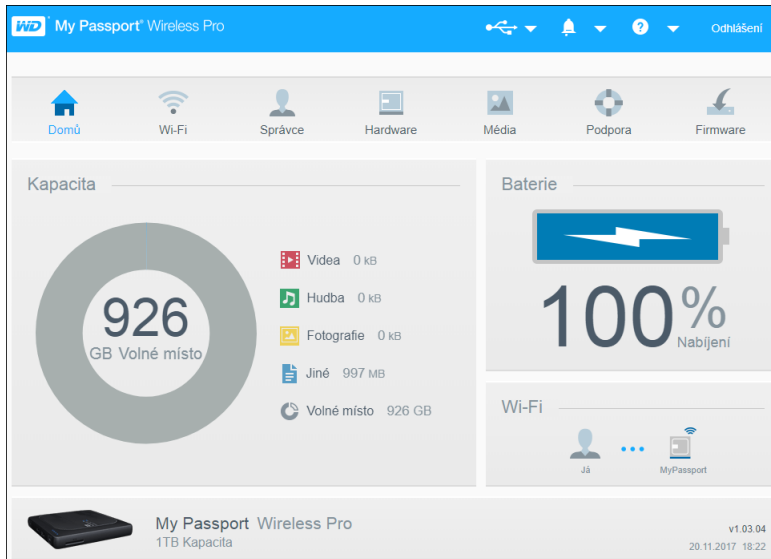 WD My Passport® Wireless Pro
Odhlášení
Domů
Wi-Fi
Správce
Hardware
Média
Podpora
Firmware
Kapacita
926
GB Volné místo
Videa 0 kB
Hudba 0 kB
Fotografie 0 kB
Jiné 997 MB
Volné místo 926 GB
Baterie
100%
Nabíjení
Wi-Fi
Já
MyPassport
My Passport Wireless Pro
1TB Kapacita
v1.03.04
20.11.2017 18:22